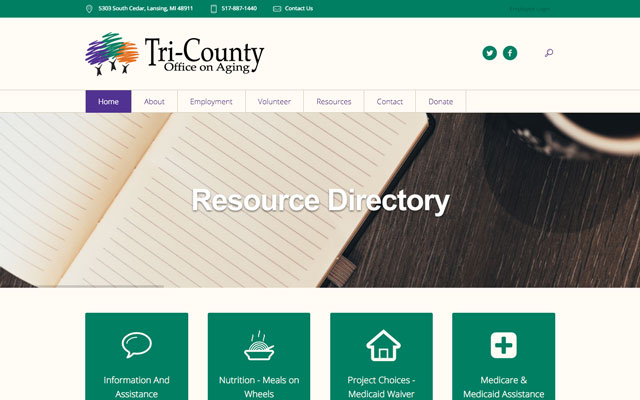 5303 South Cedar, Lansing, MI 48911
517-887-1440
Contact Us
Employee Login
Tri-County
Office on Aging
Home
About
Employment
Volunteer
Resources
Contact
Donate
Resource Directory
Information And
Assistance
Nutrition - Meals on
Wheels
Project Choices -
Medicaid Waiver
Medicare &
Medicaid Assistance